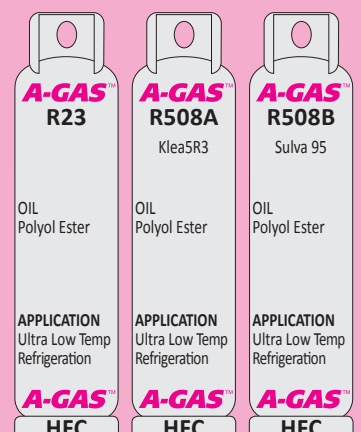 A-GAS™
R23
OIL
Polyol Ester
APPLICATION
Ultra Low Temp
Refrigeration
A-GAS™
HFC
A-GAS™
R508A
Klea5R3
OIL
Polyol Ester
APPLICATION
Ultra Low Temp
Refrigeration
A-GAS™
HFC
A-GAS™
R508B
Sulva 95
OIL
Polyol Ester
APPLICATION
Ultra Low Temp
Refrigeration
A-GAS™
HFC